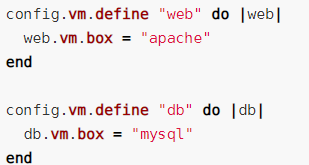 config.vm.define "web" do |web|
  web.vm.box = "apache"
end

config.vm.define "db" do |db|
  db.vm.box = "mysql"
end